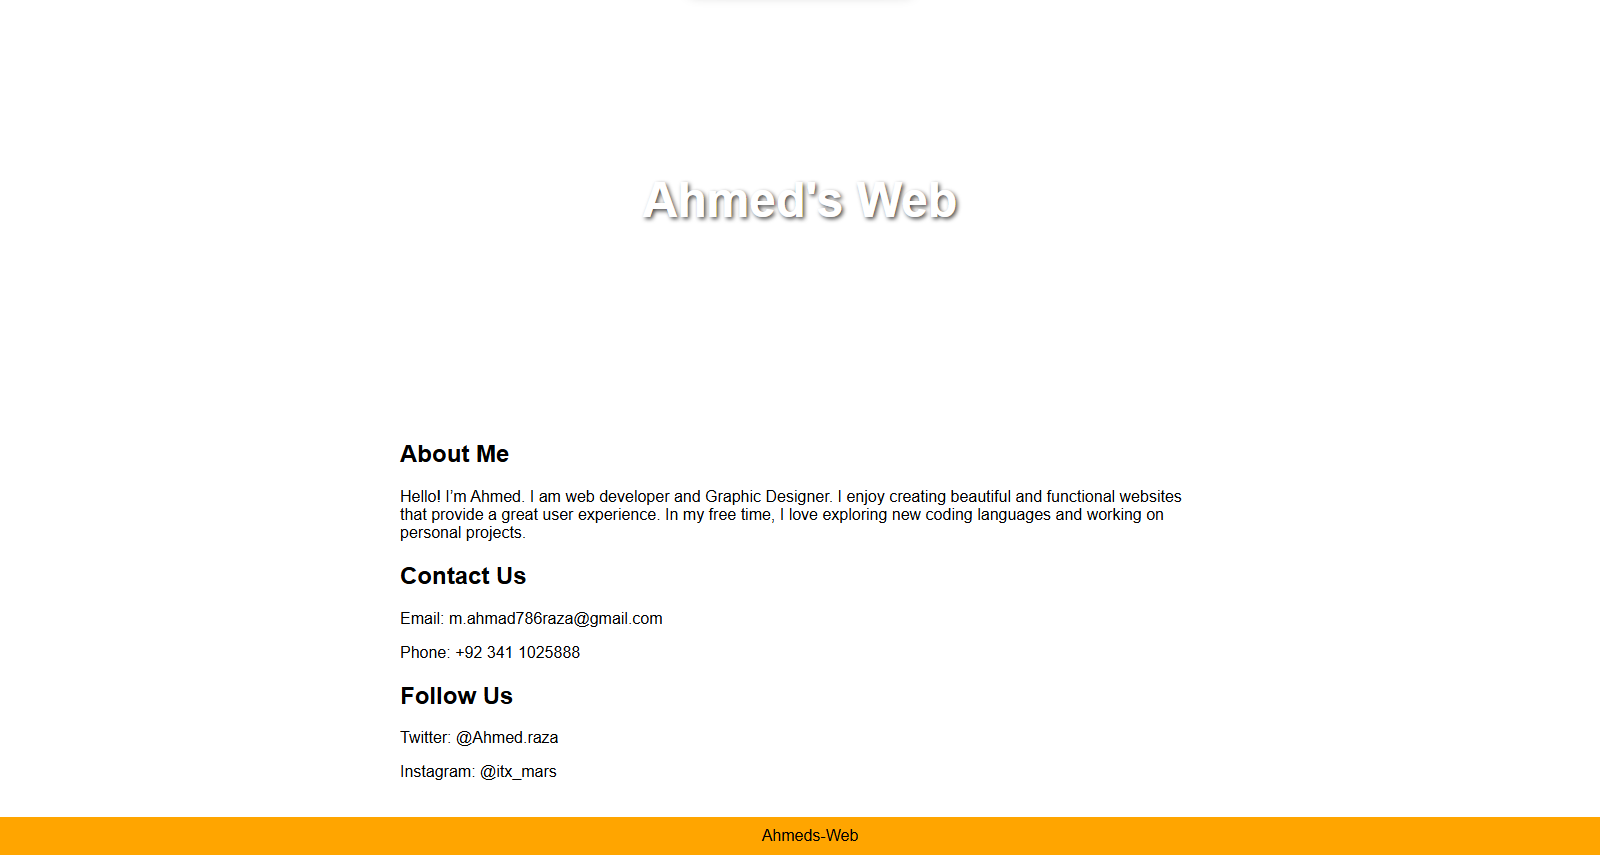 Ahmed's Web
About Me
Hello! I’m Ahmed. I am web developer and Graphic Designer. I enjoy creating beautiful and functional websites
that provide a great user experience. In my free time, I love exploring new coding languages and working on
personal projects.
Contact Us
Email: m.ahmad786raza@gmail.com
Phone: +92 341 1025888
Follow Us
Twitter: @Ahmed.raza
Instagram: @itx_mars
Ahmeds-Web